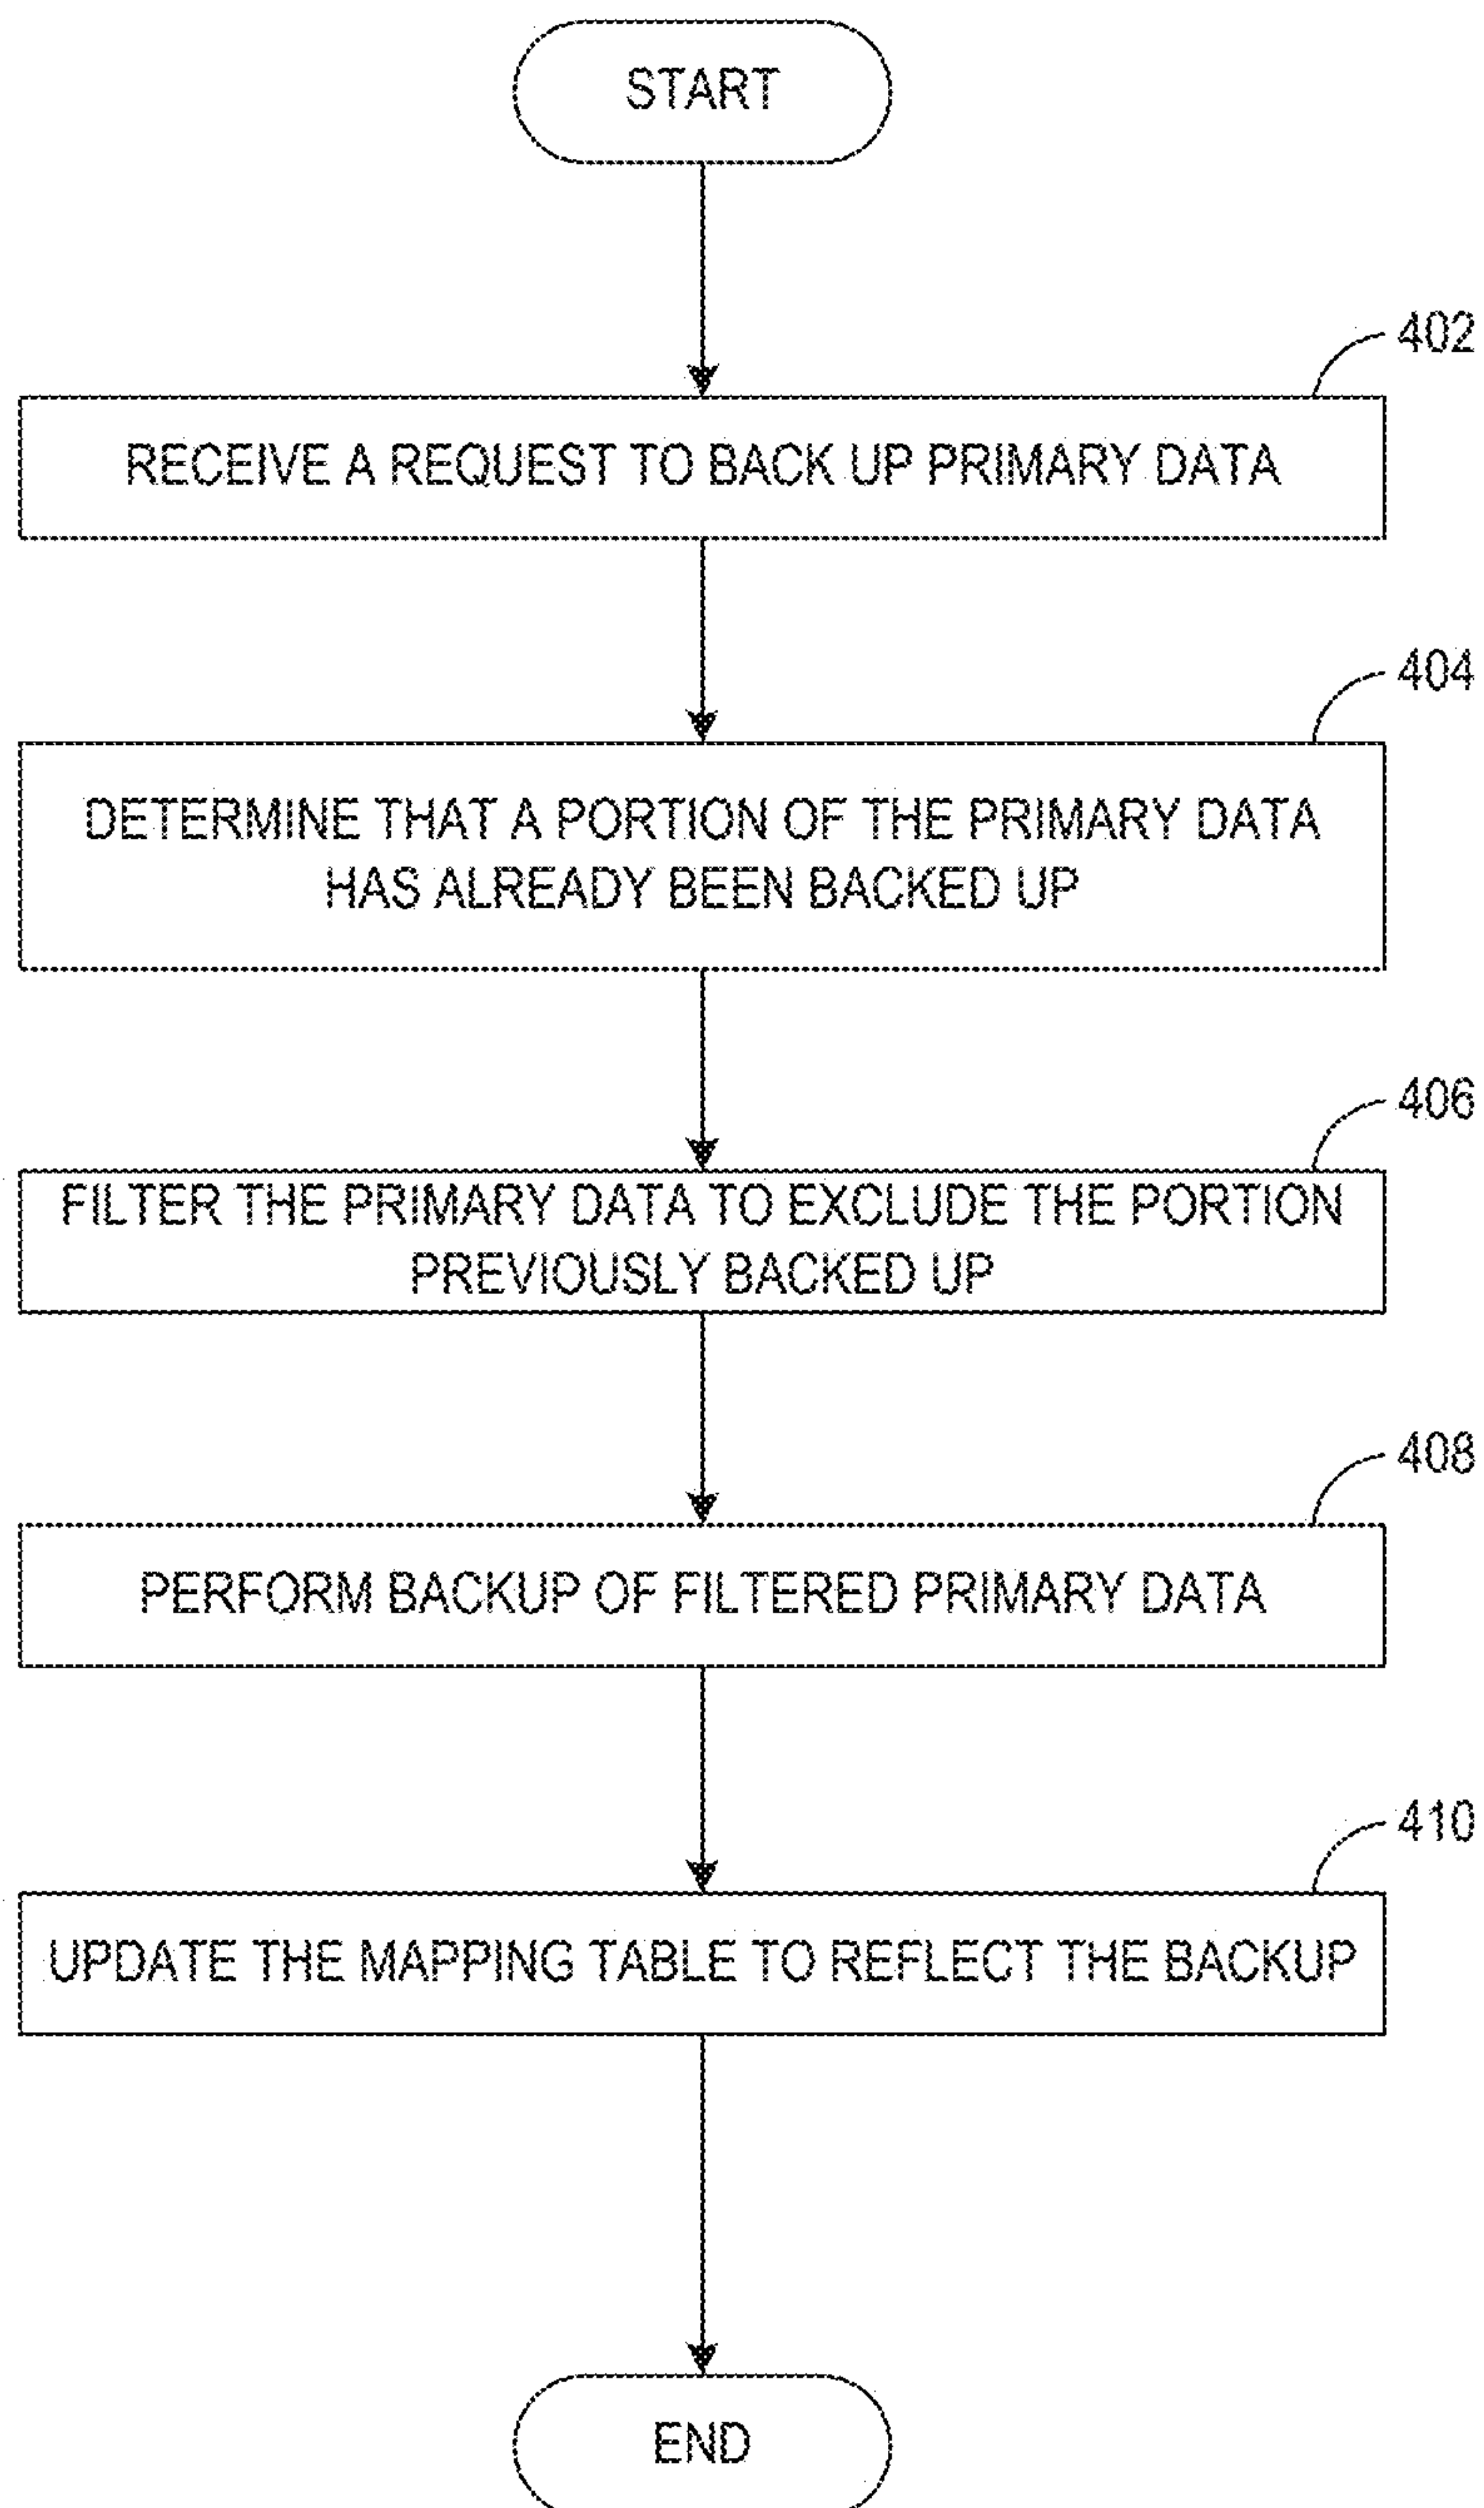 START
402
RECEIVE A REQUEST TO BACK UP PRIMARY DATA
404
DETERMINE THAT A PORTION OF THE PRIMARY DATA
HAS ALREADY BEEN BACKED UP
406
FILTER THE PRIMARY DATA TO EXCLUDE THE PORTION
PREVIOUSLY BACKED UP
408
PERFORM BACKUP OF FILTERED PRIMARY DATA
410
UPDATE THE MAPPING TABLE TO REFLECT THE BACKUP
END